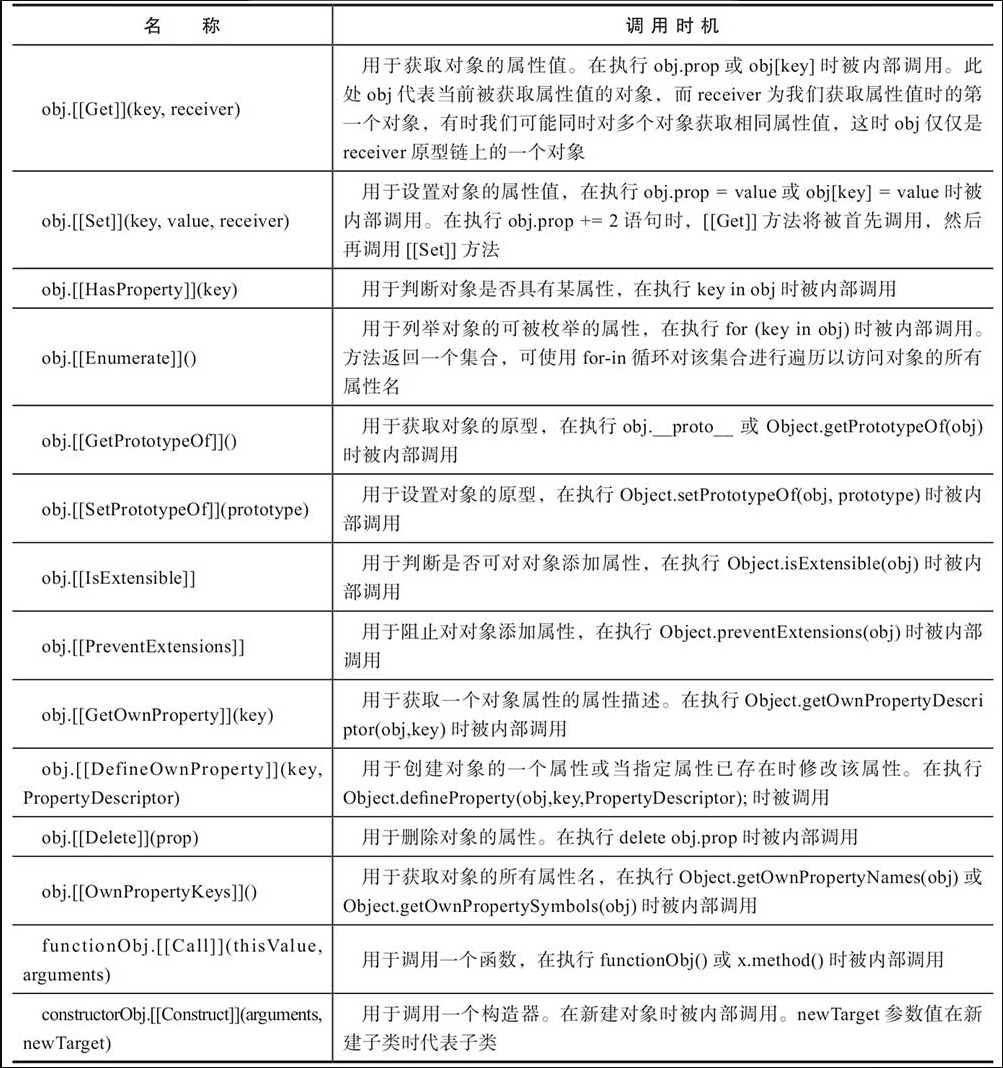 名 称
调用时机
obj.[[Get]](key, receiver)
用于获取对象的属性值。在执行 obj.prop 或 obj[key] 时被内部调用。此
处 obj 代表当前被获取属性值的对象，而 receiver 为我们获取属性值时的第
一个对象，有时我们可能同时对多个对象获取相同属性值，这时 obj 仅仅是
receiver 原型链上的一个对象
obj.[[Set]](key, value, receiver)
用于设置对象的属性值，在执行 obj.prop = value 或 obj[key] = value 时被
内部调用。在执行 obj.prop += 2 语句时，[[Get]] 方法将被首先调用，然后
再调用 [[Set]] 方法
obj.[[HasProperty]](key)
用于判断对象是否具有某属性，在执行 key in obj 时被内部调用
obj.[[Enumerate]]()
用于列举对象的可被枚举的属性，在执行 for (key in obj) 时被内部调用。
方法返回一个集合，可使用 for-in 循环对该集合进行遍历以访问对象的所有
属性名
obj.[[GetPrototypeOf]]()
用于获取对象的原型，在执行 obj.__proto__ 或 Object.getPrototypeOf(obj)
时被内部调用
obj.[[SetPrototypeOf]](prototype)
用于设置对象的原型，在执行 Object.setPrototypeOf(obj, prototype) 时被内
部调用
obj.[[IsExtensible]]
用于判断是否可对对象添加属性，在执行 Object.isExtensible(obj) 时被内
部调用
obj.[[PreventExtensions]]
用于阻止对对象添加属性，在执行 Object.preventExtensions(obj) 时被内部
调用
obj.[[GetOwnProperty]](key)
用于获取一个对象属性的属性描述。在执行 Object.getOwnPropertyDescri
ptor(obj,key) 时被内部调用
obj.[[DefineOwnProperty]](key,
PropertyDescriptor)
用于创建对象的一个属性或当指定属性已存在时修改该属性。在执行
Object.defineProperty(obj,key,PropertyDescriptor); 时被调用
obj.[[Delete]](prop)
用于删除对象的属性。在执行 delete obj.prop 时被内部调用
obj.[[OwnPropertyKeys]]()
用于获取对象的所有属性名，在执行 Object.getOwnPropertyNames(obj) 或
Object.getOwnPropertySymbols(obj) 时被内部调用
functionObj.[[Call]](thisValue,
arguments)
用于调用一个函数，在执行 functionObj() 或 x.method() 时被内部调用
constructorObj.[[Construct]](arguments,
newTarget)
用于调用一个构造器。在新建对象时被内部调用。newTarget 参数值在新
建子类时代表子类